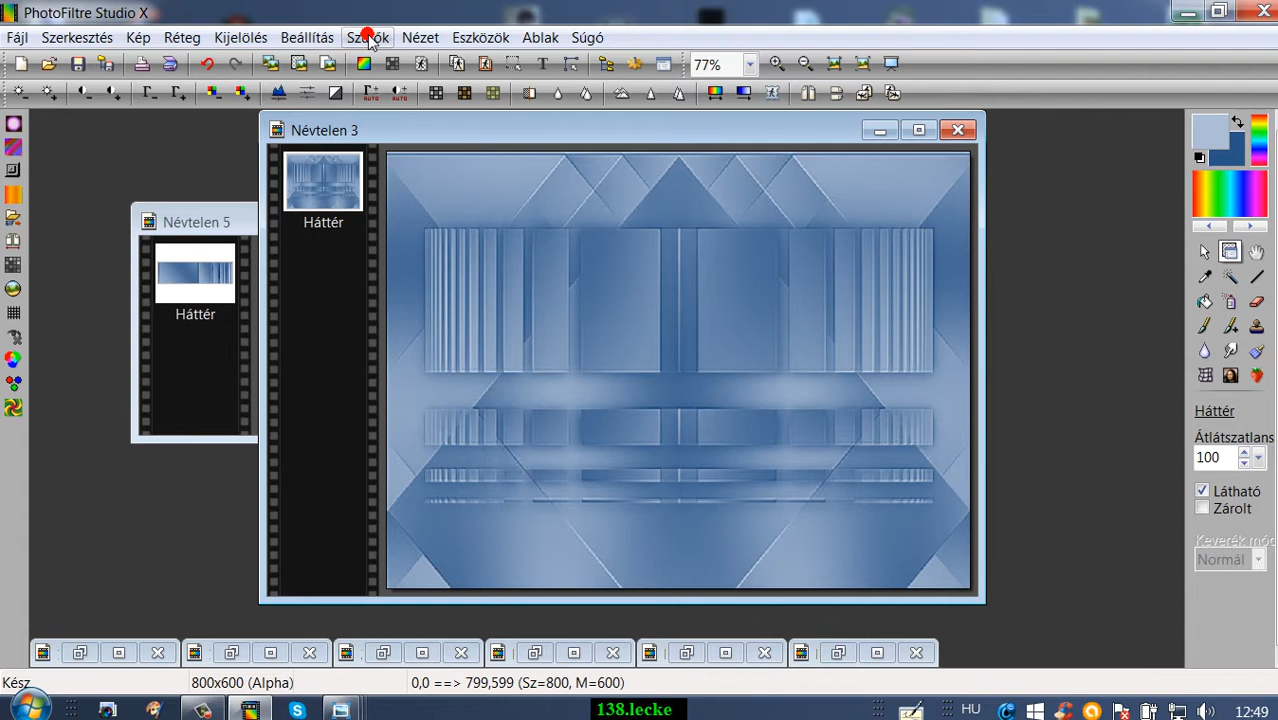 PhotoFiltre Studio X
Fájl Szerkesztés Kép Réteg Kijelölés Beállítás Szűrők Nézet Eszközök Ablak Súgó
77%
AUTO AUTO
Névtelen 3
Háttér
Névtelen 5
Háttér
Háttér
Átlátszatlans
100
Látható
Zárolt
Keverék mód
Normál
Kész 800x600 (Alpha) 0,0 ==> 799,599 (Sz=800, M=600)
138.lecke HU 12:49